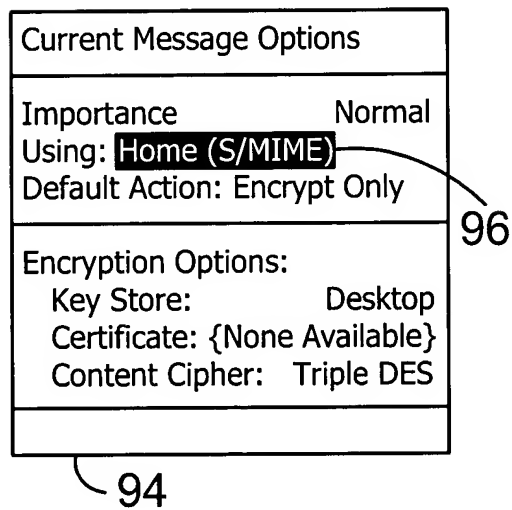 Current Message Options
Importance Normal
Using: Home (S/MIME)
Default Action: Encrypt Only
96
Encryption Options:
Key Store: Desktop
Certificate: {None Available}
Content Cipher: Triple DES
94